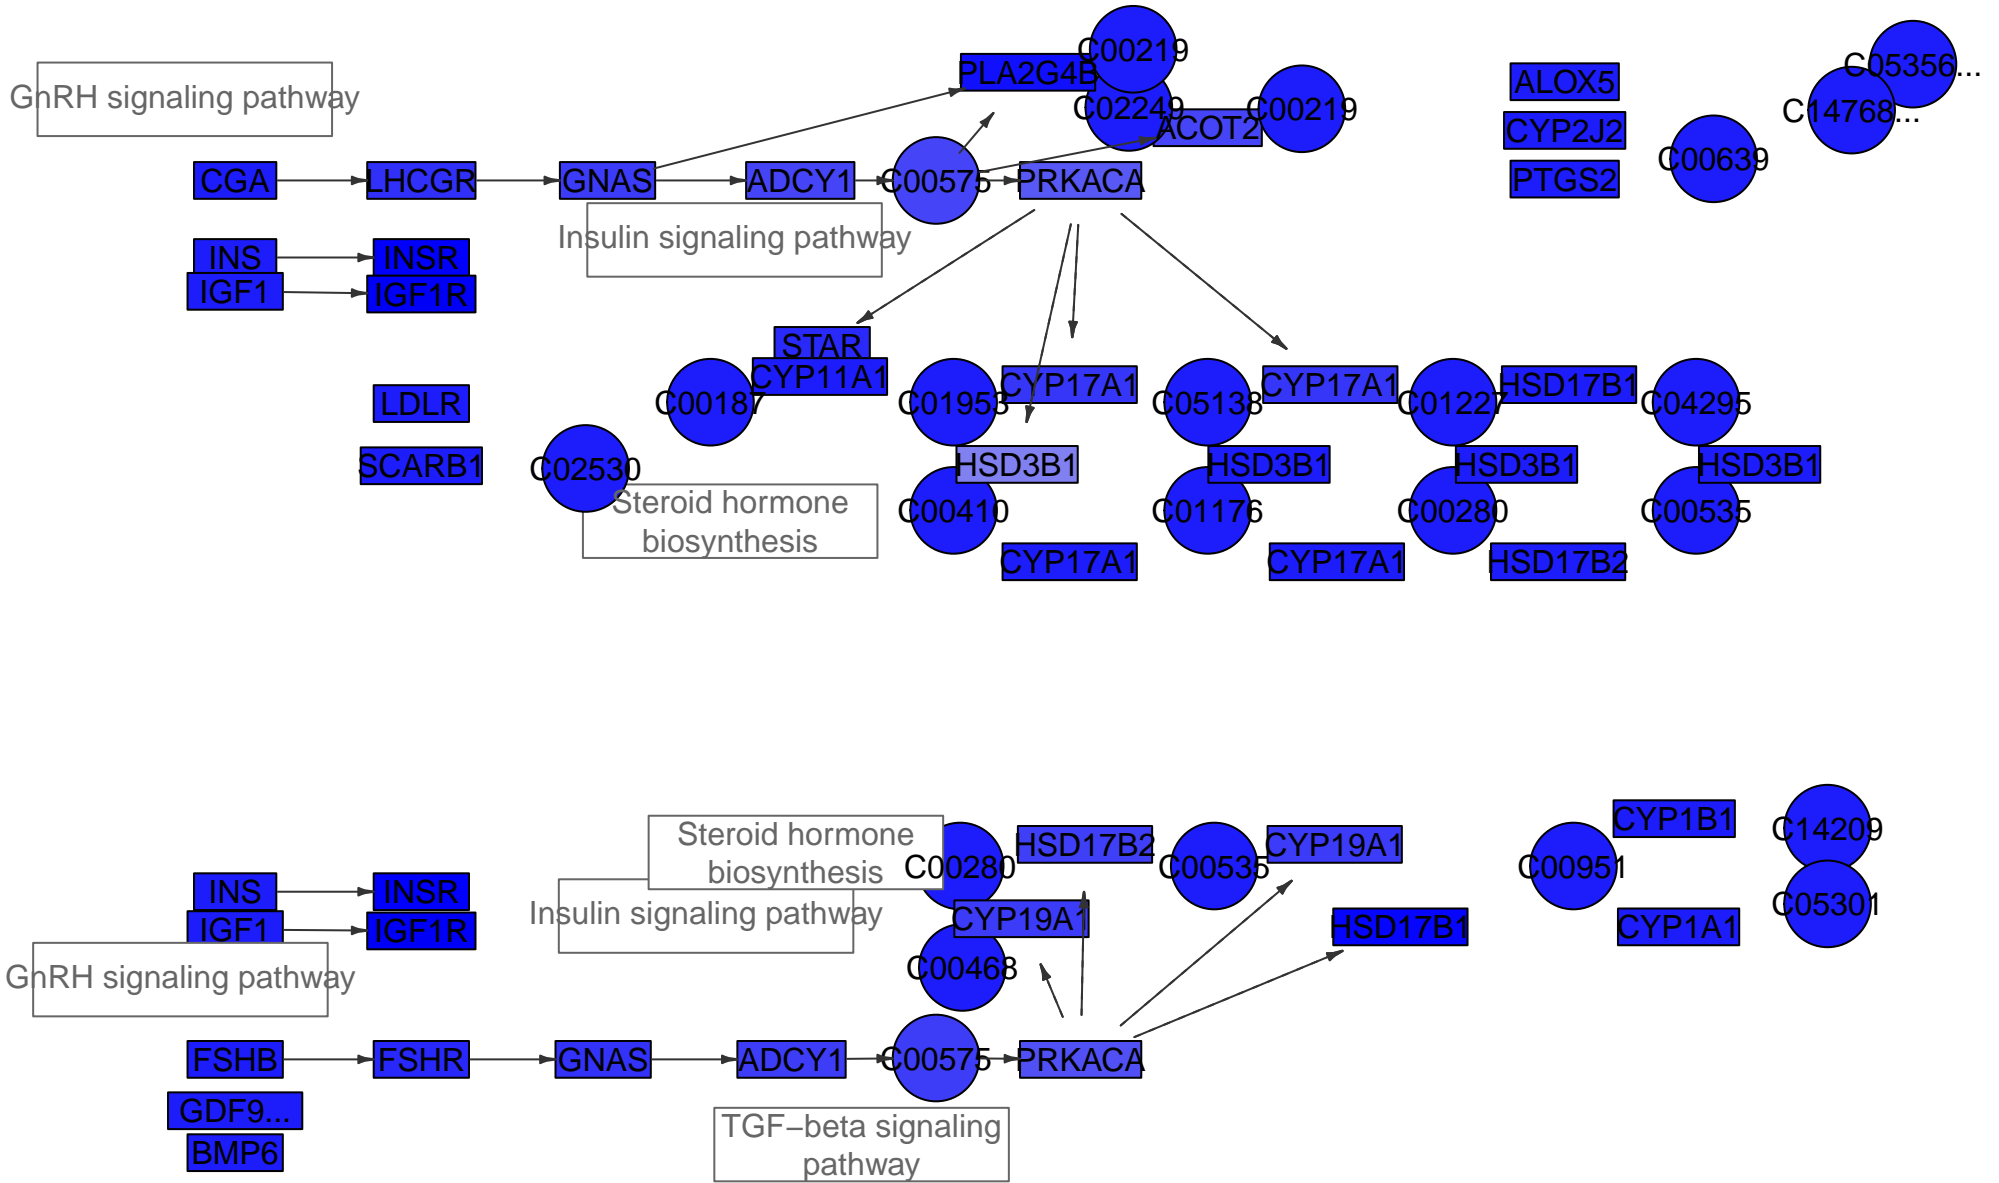 C00219
C05356...
PLA2G4B
ALOX5
GnRH signaling pathway
C02249
C00219
C14768...
ACOT2
CYP2J2
C00639
CGA
LHCGR
GNAS
ADCY1
C00575
PRKACA
PTGS2
Insulin signaling pathway
INS
INSR
IGF1
IGF1R
STAR
CYP11A1
C00187
C01953
CYP17A1
C05138
CYP17A1
C01227
HSD17B1
C04295
LDLR
SCARB1
C02530
HSD3B1
HSD3B1
HSD3B1
HSD3B1
Steroid hormone
biosynthesis
C00410
C01176
C00280
C00535
CYP17A1
CYP17A1
HSD17B2
Steroid hormone
biosynthesis
C00280
HSD17B2
C00535
CYP19A1
C00951
CYP1B1
C14209
INS
INSR
Insulin signaling pathway
CYP19A1
HSD17B1
CYP1A1
C05301
IGF1
IGF1R
GnRH signaling pathway
C00468
FSHB
FSHR
GNAS
ADCY1
C00575
PRKACA
GDF9...
BMP6
TGF−beta signaling
pathway